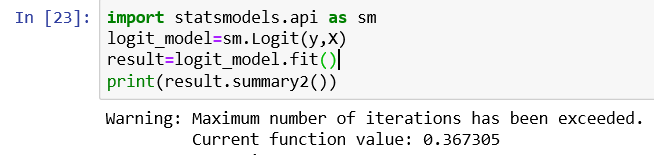 In [23]: import statsmodels.api as sm
logit_model=sm.Logit(y,X)
result=logit_model.fit()
print(result.summary2())
Warning: Maximum number of iterations has been exceeded.
Current function value: 0.367305